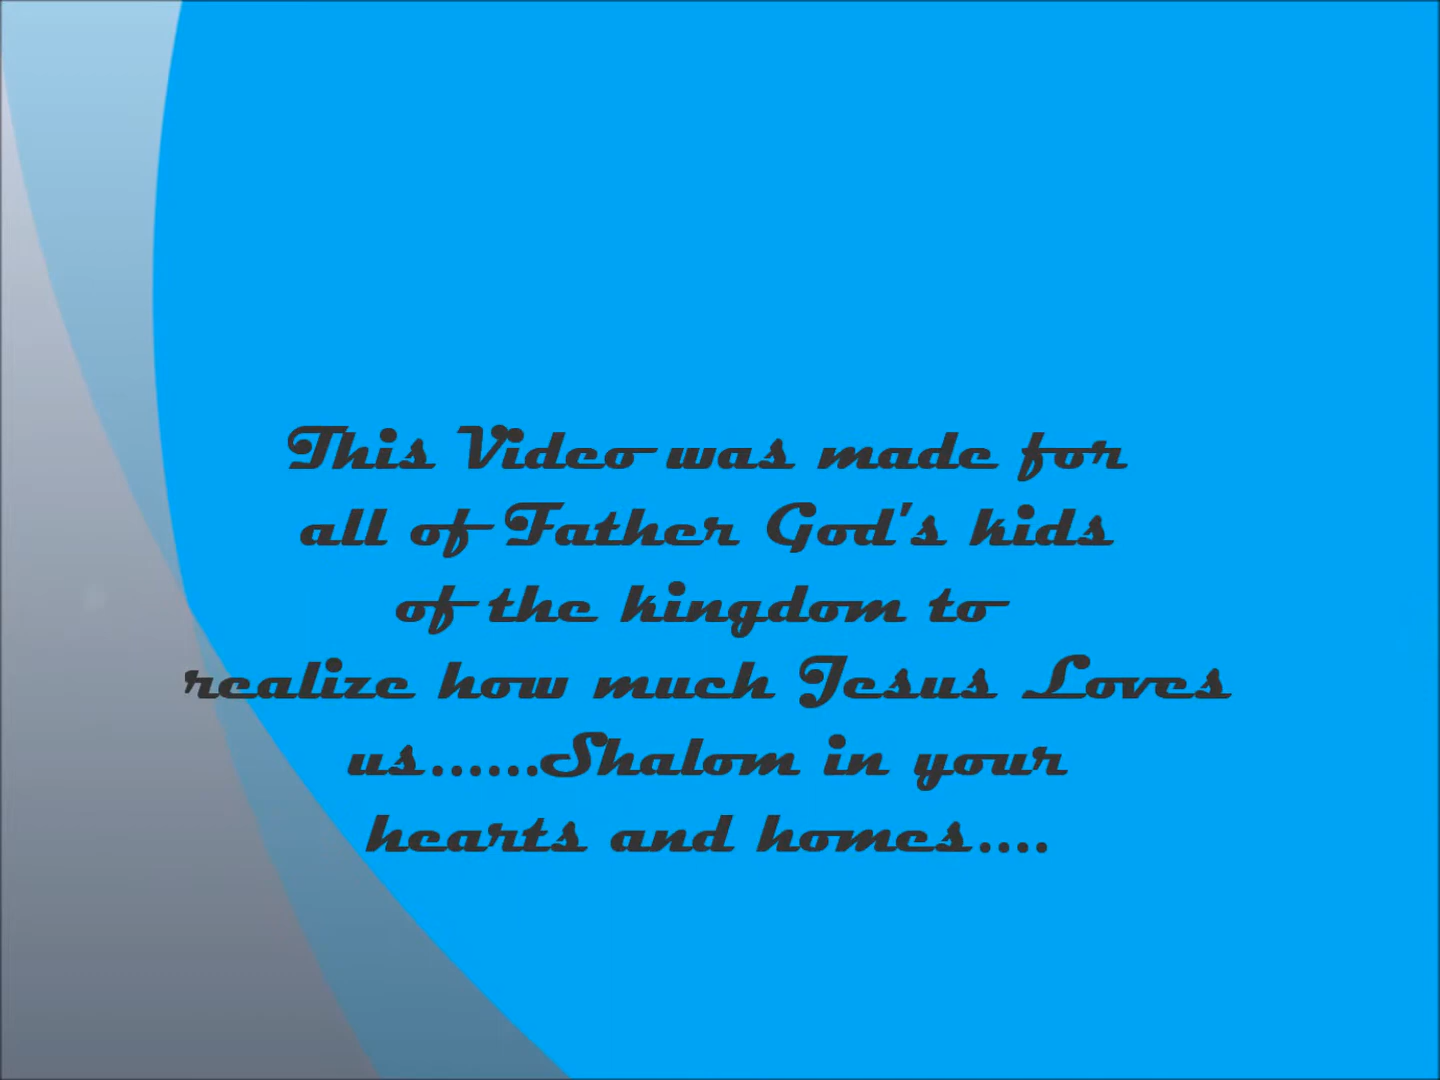 This Video was made for
all of Father God's kids
of the kingdom to
realize how much Jesus Loves
us......Shalom in your
hearts and homes....